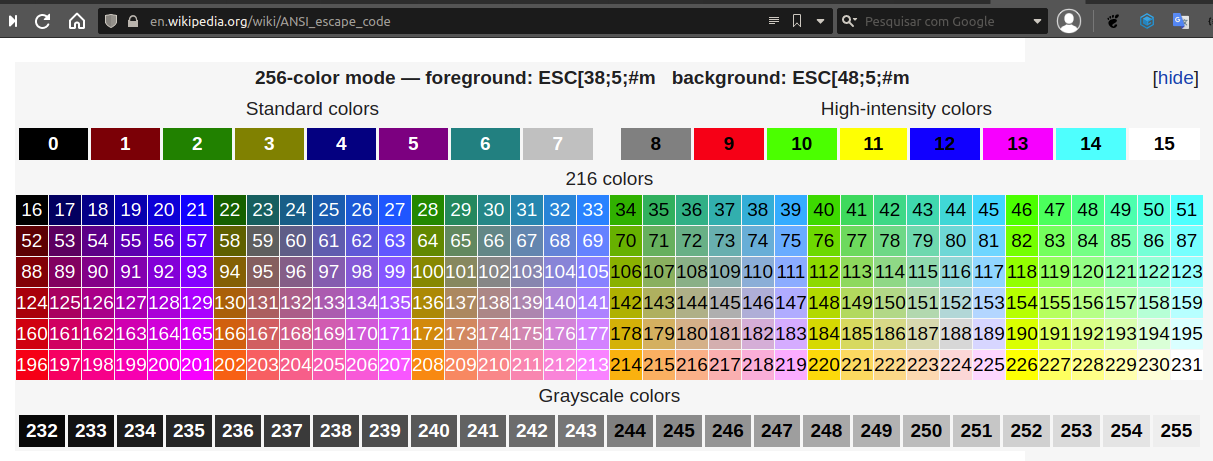 en.wikipedia.org/wiki/ANSI_escape_code Pesquisar com Google
256-color mode — foreground: ESC[38;5;#m background: ESC[48;5;#m [hide]
Standard colors High-intensity colors
0 1 2 3 4 5 6 7 8 9 10 11 12 13 14 15
216 colors
16 17 18 19 20 21 22 23 24 25 26 27 28 29 30 31 32 33 34 35 36 37 38 39 40 41 42 43 44 45 46 47 48 49 50 51
52 53 54 55 56 57 58 59 60 61 62 63 64 65 66 67 68 69 70 71 72 73 74 75 76 77 78 79 80 81 82 83 84 85 86 87
88 89 90 91 92 93 94 95 96 97 98 99 100 101 102 103 104 105 106 107 108 109 110 111 112 113 114 115 116 117 118 119 120 121 122 123
124 125 126 127 128 129 130 131 132 133 134 135 136 137 138 139 140 141 142 143 144 145 146 147 148 149 150 151 152 153 154 155 156 157 158 159
160 161 162 163 164 165 166 167 168 169 170 171 172 173 174 175 176 177 178 179 180 181 182 183 184 185 186 187 188 189 190 191 192 193 194 195
196 197 198 199 200 201 202 203 204 205 206 207 208 209 210 211 212 213 214 215 216 217 218 219 220 221 222 223 224 225 226 227 228 229 230 231
Grayscale colors
232 233 234 235 236 237 238 239 240 241 242 243 244 245 246 247 248 249 250 251 252 253 254 255